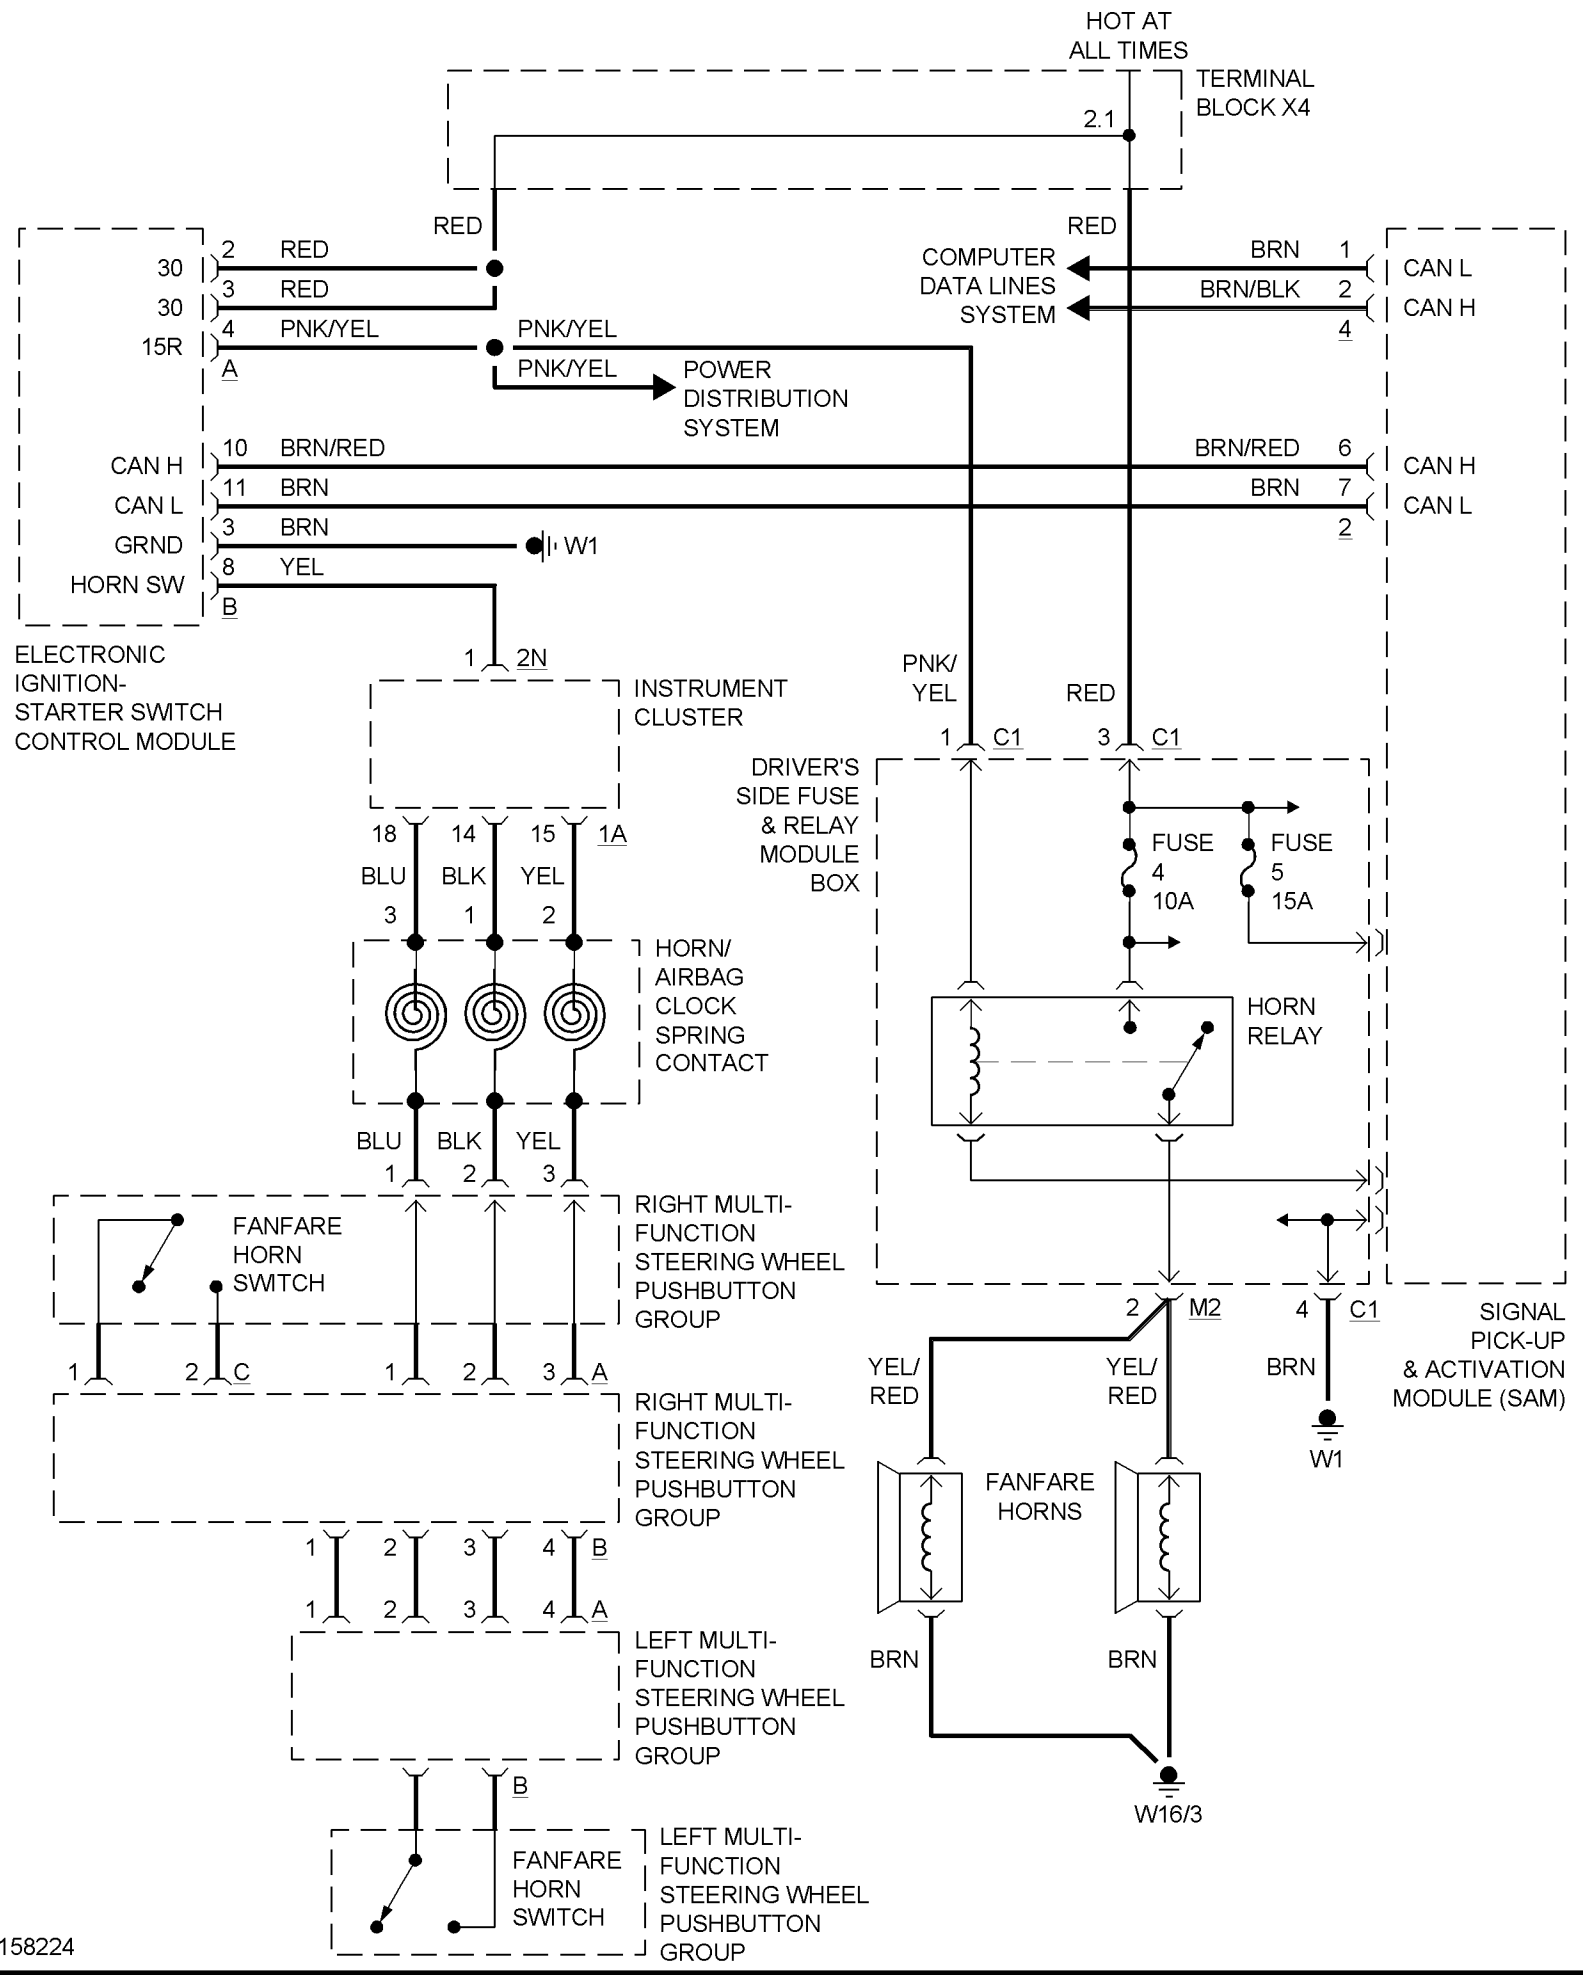 HOT AT
ALL TIMES
TERMINAL
BLOCK X4
2.1
RED
RED
2 RED
30
3 RED
30
4 PNK/YEL PNK/YEL
15R
A PNK/YEL
POWER
DISTRIBUTION
SYSTEM
COMPUTER
DATA LINES
SYSTEM
BRN 1
CAN L
BRN/BLK 2
CAN H
4
10 BRN/RED BRN/RED 6
CAN H CAN H
11 BRN BRN 7
CAN L CAN L
3 BRN 2
GRND W1
8 YEL
HORN SW
B
ELECTRONIC
IGNITION-
STARTER SWITCH
CONTROL MODULE
1 2N
INSTRUMENT
CLUSTER
18 14 15 1A
BLU BLK YEL
3 1 2
HORN/
AIRBAG
CLOCK
SPRING
CONTACT
BLU BLK YEL
1 2 3
FANFARE
HORN
SWITCH
RIGHT MULTI-
FUNCTION
STEERING WHEEL
PUSHBUTTON
GROUP
1 2 C 1 2 3 A
RIGHT MULTI-
FUNCTION
STEERING WHEEL
PUSHBUTTON
GROUP
1 2 3 4 B
1 2 3 4 A
LEFT MULTI-
FUNCTION
STEERING WHEEL
PUSHBUTTON
GROUP
B
FANFARE
HORN
SWITCH
LEFT MULTI-
FUNCTION
STEERING WHEEL
PUSHBUTTON
GROUP
PNK/
YEL
RED
1 C1 3 C1
DRIVER'S
SIDE FUSE
& RELAY
MODULE
BOX
FUSE
4
10A
FUSE
5
15A
HORN
RELAY
2 M2 4 C1
SIGNAL
PICK-UP
& ACTIVATION
MODULE (SAM)
YEL/
RED
YEL/
RED
BRN
W1
FANFARE
HORNS
BRN BRN
W16/3
158224